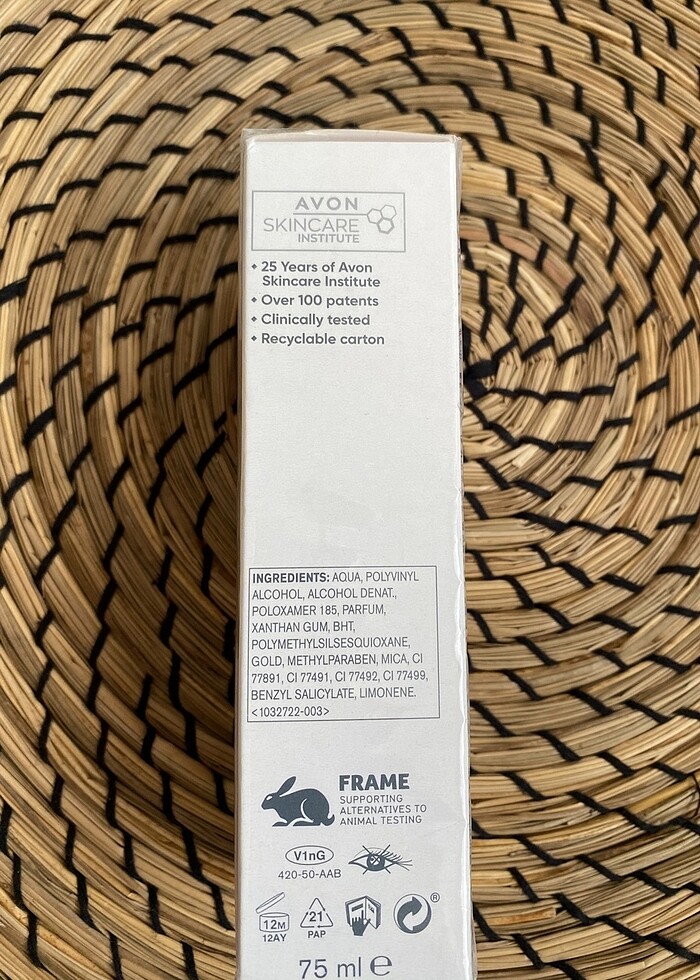 AVON
SKINCARE
INSTITUTE
25 Years of Avon
Skincare Institute
Over 100 patents
Clinically tested
Recyclable carton
INGREDIENTS: AQUA, POLYVINYL
ALCOHOL, ALCOHOL DENAT.,
POLOXAMER 185, PARFUM,
XANTHAN GUM, BHT,
POLYMETHYLSILSESQUIOXANE,
GOLD, METHYLPARABEN, MICA, CI
77891, CI 77491, CI 77492, CI 77499,
BENZYL SALICYLATE, LIMONENE.
<1032722-003>
FRAME
SUPPORTING
ALTERNATIVES TO
ANIMAL TESTING
V1nG
420-50-AAB
12M
12AY
21
PAP
®
75 ml ℮